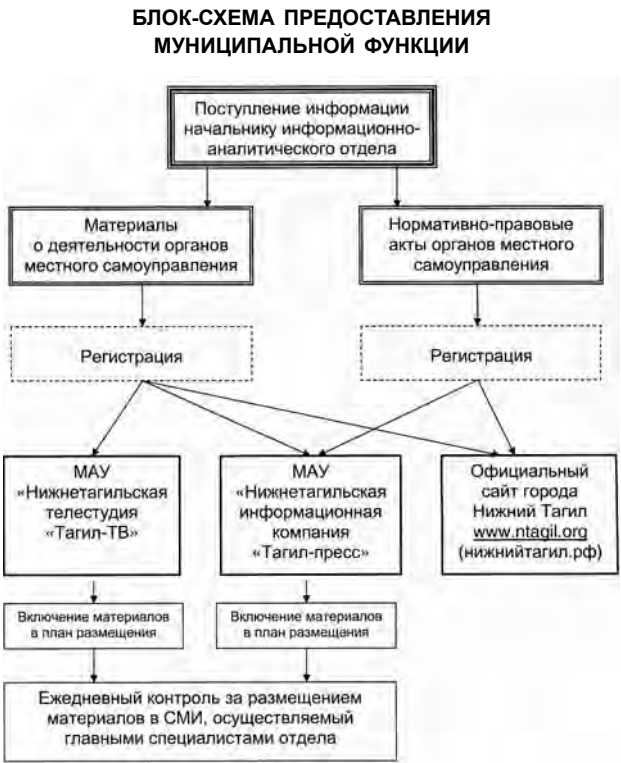 БЛОК-СХЕМА ПРЕДОСТАВЛЕНИЯ
МУНИЦИПАЛЬНОЙ ФУНКЦИИ
Поступление информации
начальнику информационно-
аналитического отдела
Материалы
о деятельности органов
местного самоуправления
Нормативно-правовые
акты органов местного
самоуправления
Регистрация
Регистрация
МАУ
«Нижнетагильская
телестудия
«Тагил-ТВ»
МАУ
«Нижнетагильская
информационная
компания
«Тагил-пресс»
Официальный
сайт города
Нижний Тагил
www.ntagil.org
(нижнийтагил.рф)
Включение материалов
в план размещения
Включение материалов
в план размещения
Ежедневный контроль за размещением
материалов в СМИ, осуществляемый
главными специалистами отдела